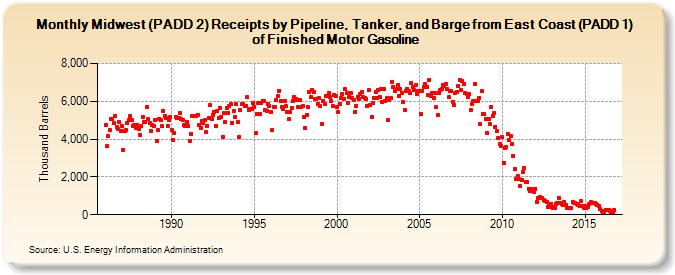 Monthly Midwest (PADD 2) Receipts by Pipeline, Tanker, and Barge from East Coast (PADD 1)
of Finished Motor Gasoline
Thousand Barrels
8,000
6,000
4,000
2,000
0
1990
1995
2000
2005
2010
2015
Source: U.S. Energy Information Administration